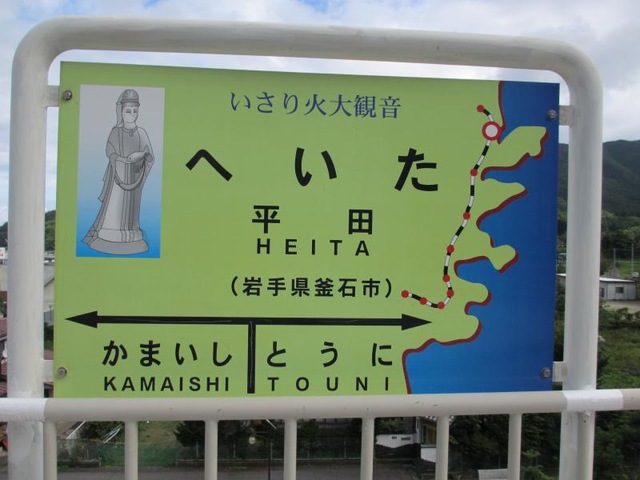 いさり火大観音
へいた
平田
HEITA
(岩手県釜石市)
かまいし とうに
KAMAISHI TOUNI